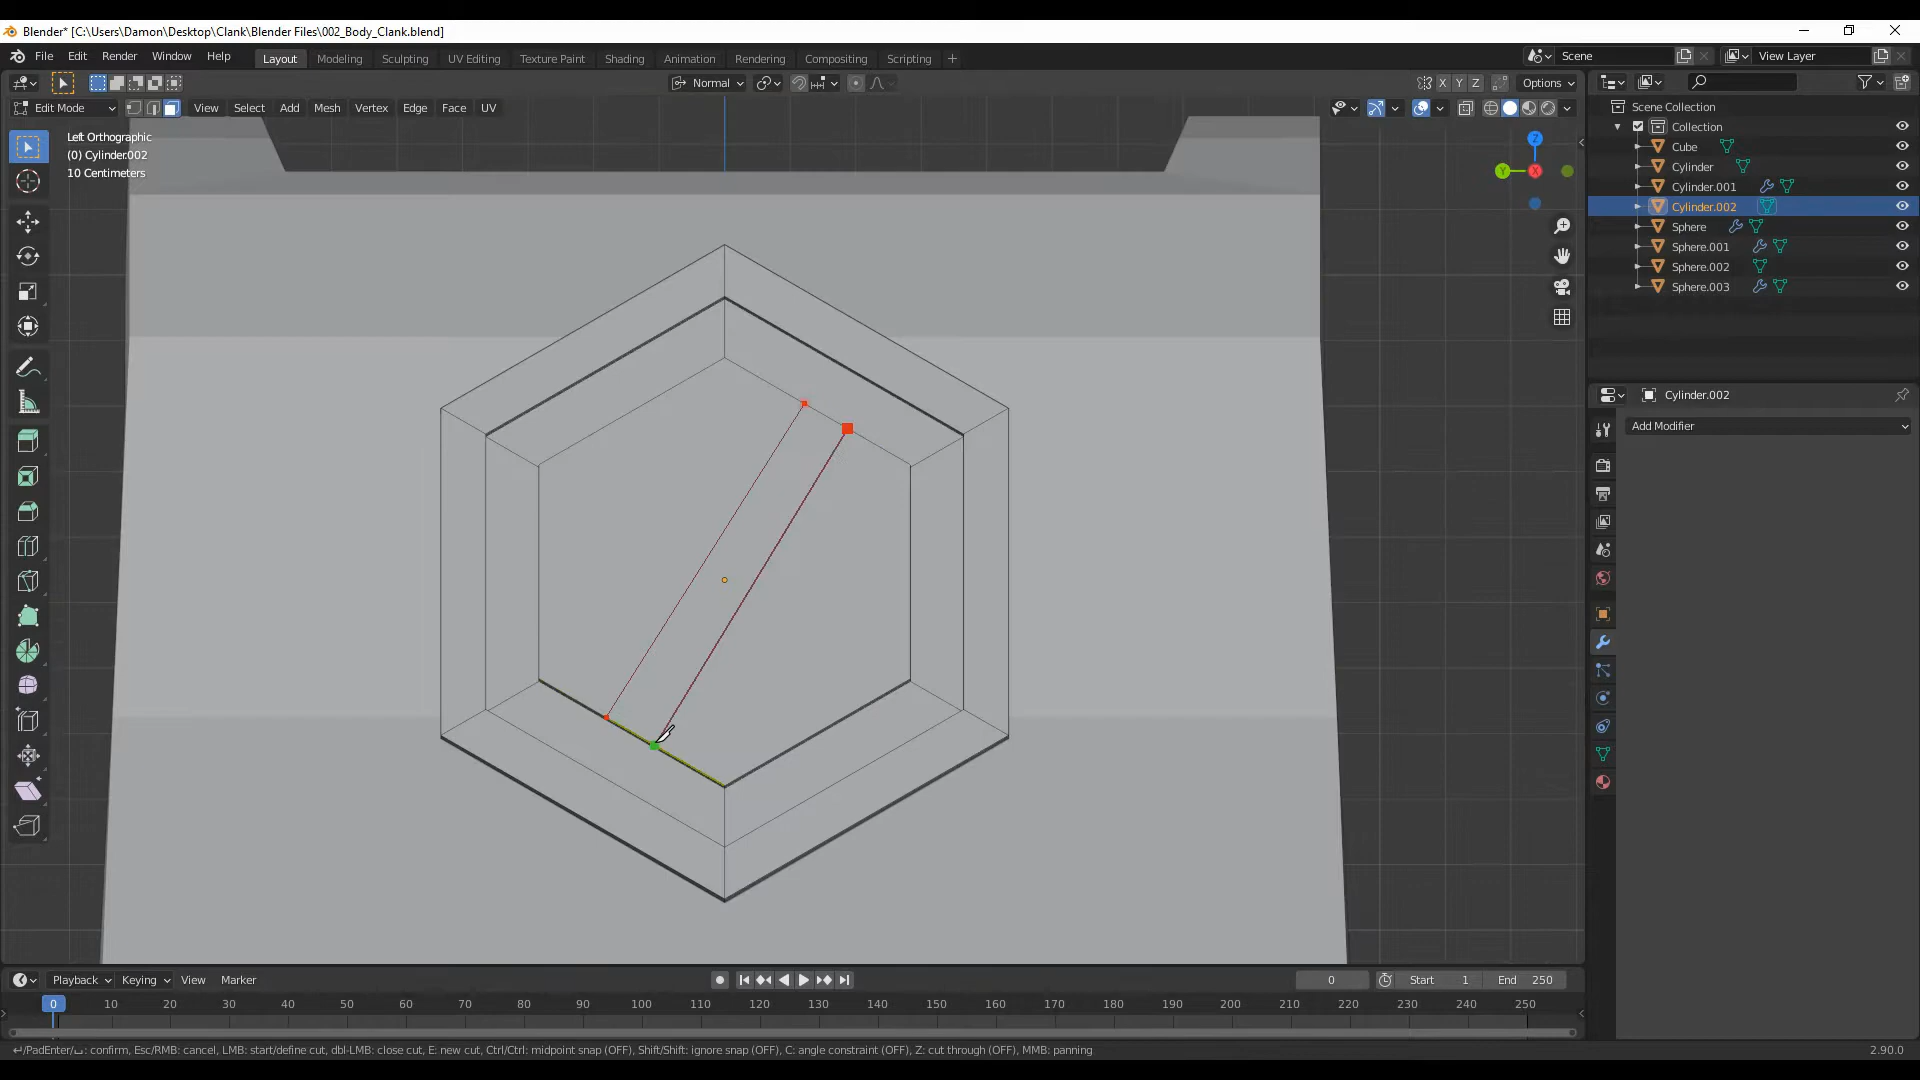 Blender* [C:\Users\Damon\Desktop\Clank\Blender Files\002_Body_Clank.blend]
File Edit Render Window Help Layout Modeling Sculpting UV Editing Texture Paint Shading Animation Rendering Compositing Scripting + Scene View Layer
Normal X Y Z Options
Edit Mode View Select Add Mesh Vertex Edge Face UV
Left Orthographic
(0) Cylinder.002
10 Centimeters
Z
Y X
Scene Collection
Collection
Cube
Cylinder
Cylinder.001
Cylinder.002
Sphere
Sphere.001
Sphere.002
Sphere.003
Cylinder.002
Add Modifier
Playback Keying View Marker 0 Start 1 End 250
0 10 20 30 40 50 60 70 80 90 100 110 120 130 140 150 160 170 180 190 200 210 220 230 240 250
↵/PadEnter/␣: confirm, Esc/RMB: cancel, LMB: start/define cut, dbl-LMB: close cut, E: new cut, Ctrl/Ctrl: midpoint snap (OFF), Shift/Shift: ignore snap (OFF), C: angle constraint (OFF), Z: cut through (OFF), MMB: panning 2.90.0